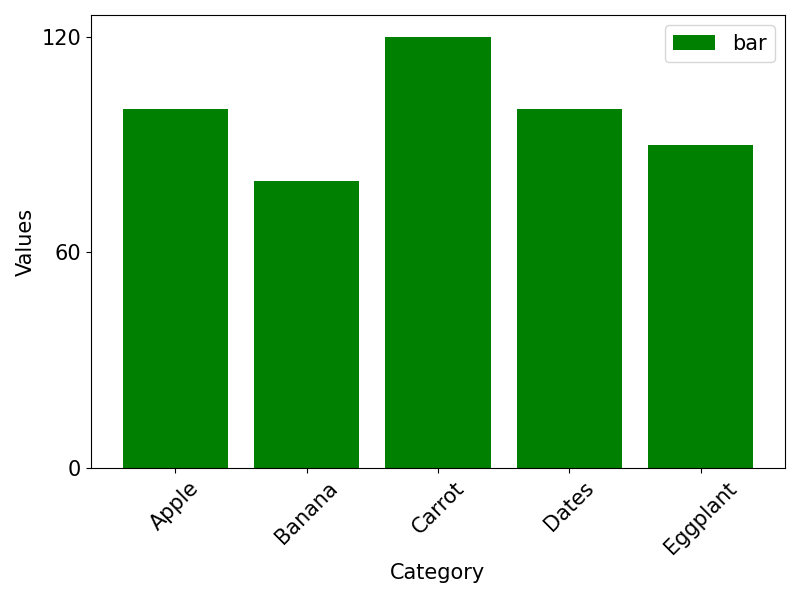 120
bar
Values
60
0
Apple
Banana
Carrot
Dates
Eggplant
Category